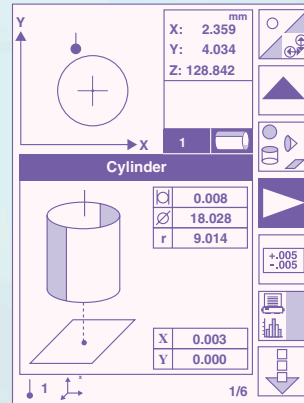 Y
X
mm
X: 2.359
Y: 4.034
Z: 128.842
1
Cylinder
0.008
⌀ 18.028
r 9.014
X 0.003
Y 0.000
+.005
-.005
1
x
1/6